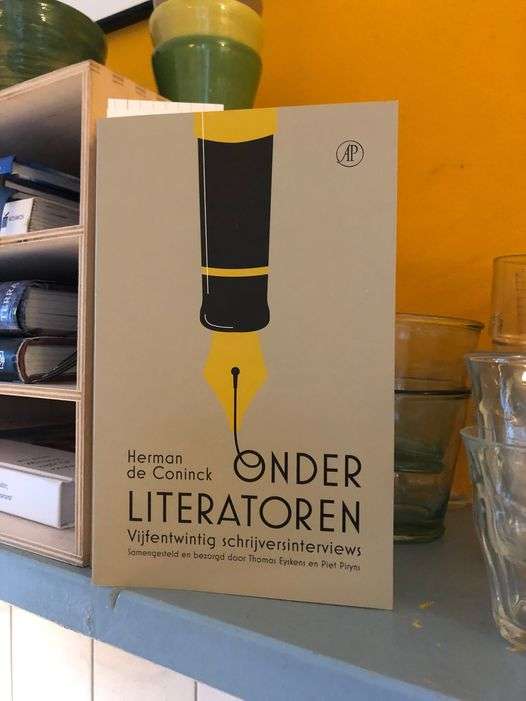 AP
Herman
de Coninck
ONDER
LITERATOREN
Vijfentwintig schrijversinterviews
Samengesteld en bezorgd door Thomas Eyskens en Piet Piryns